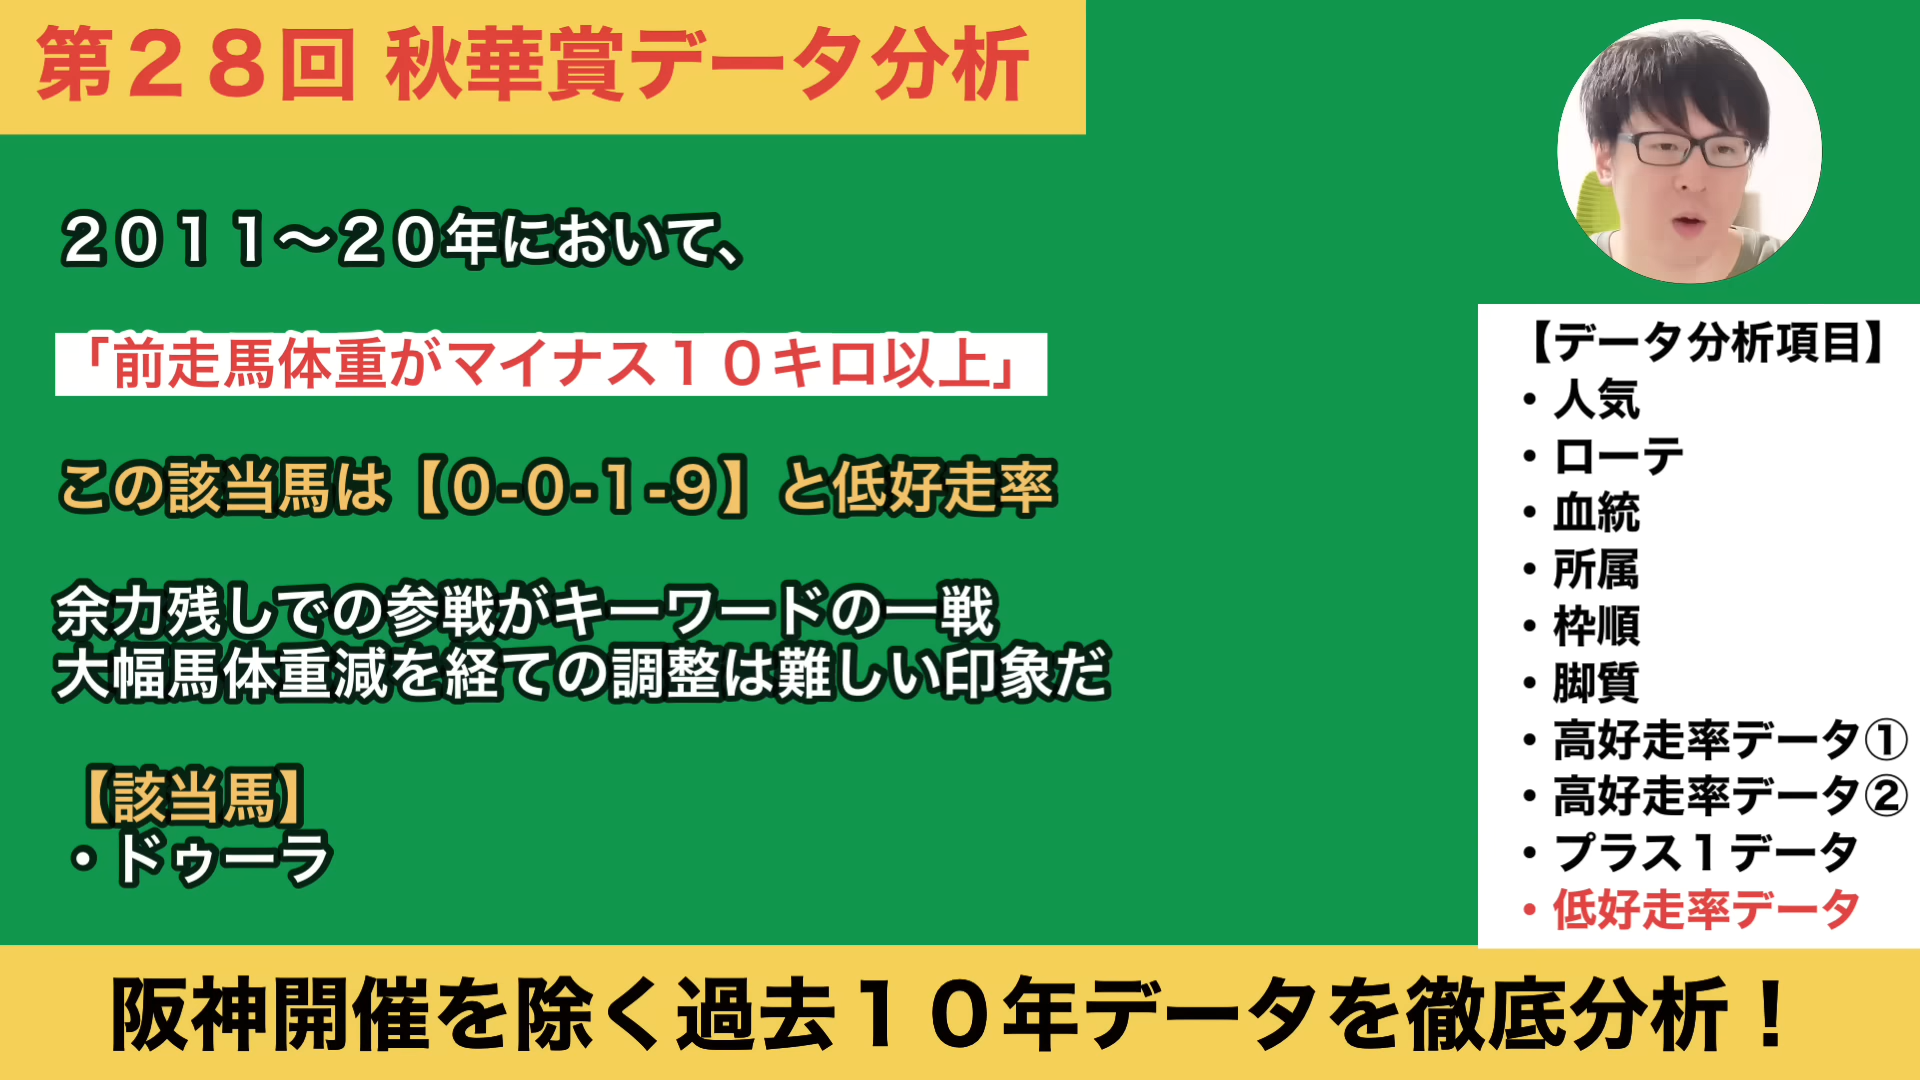 第２８回 秋華賞データ分析
２０１１〜２０年において、
「前走馬体重がマイナス１０キロ以上」
この該当馬は【０-０-１-９】と低好走率
余力残しでの参戦がキーワードの一戦
大幅馬体重減を経ての調整は難しい印象だ
【該当馬】
・ドゥーラ
【データ分析項目】
・人気
・ローテ
・血統
・所属
・枠順
・脚質
・高好走率データ①
・高好走率データ②
・プラス１データ
・低好走率データ
阪神開催を除く過去１０年データを徹底分析！